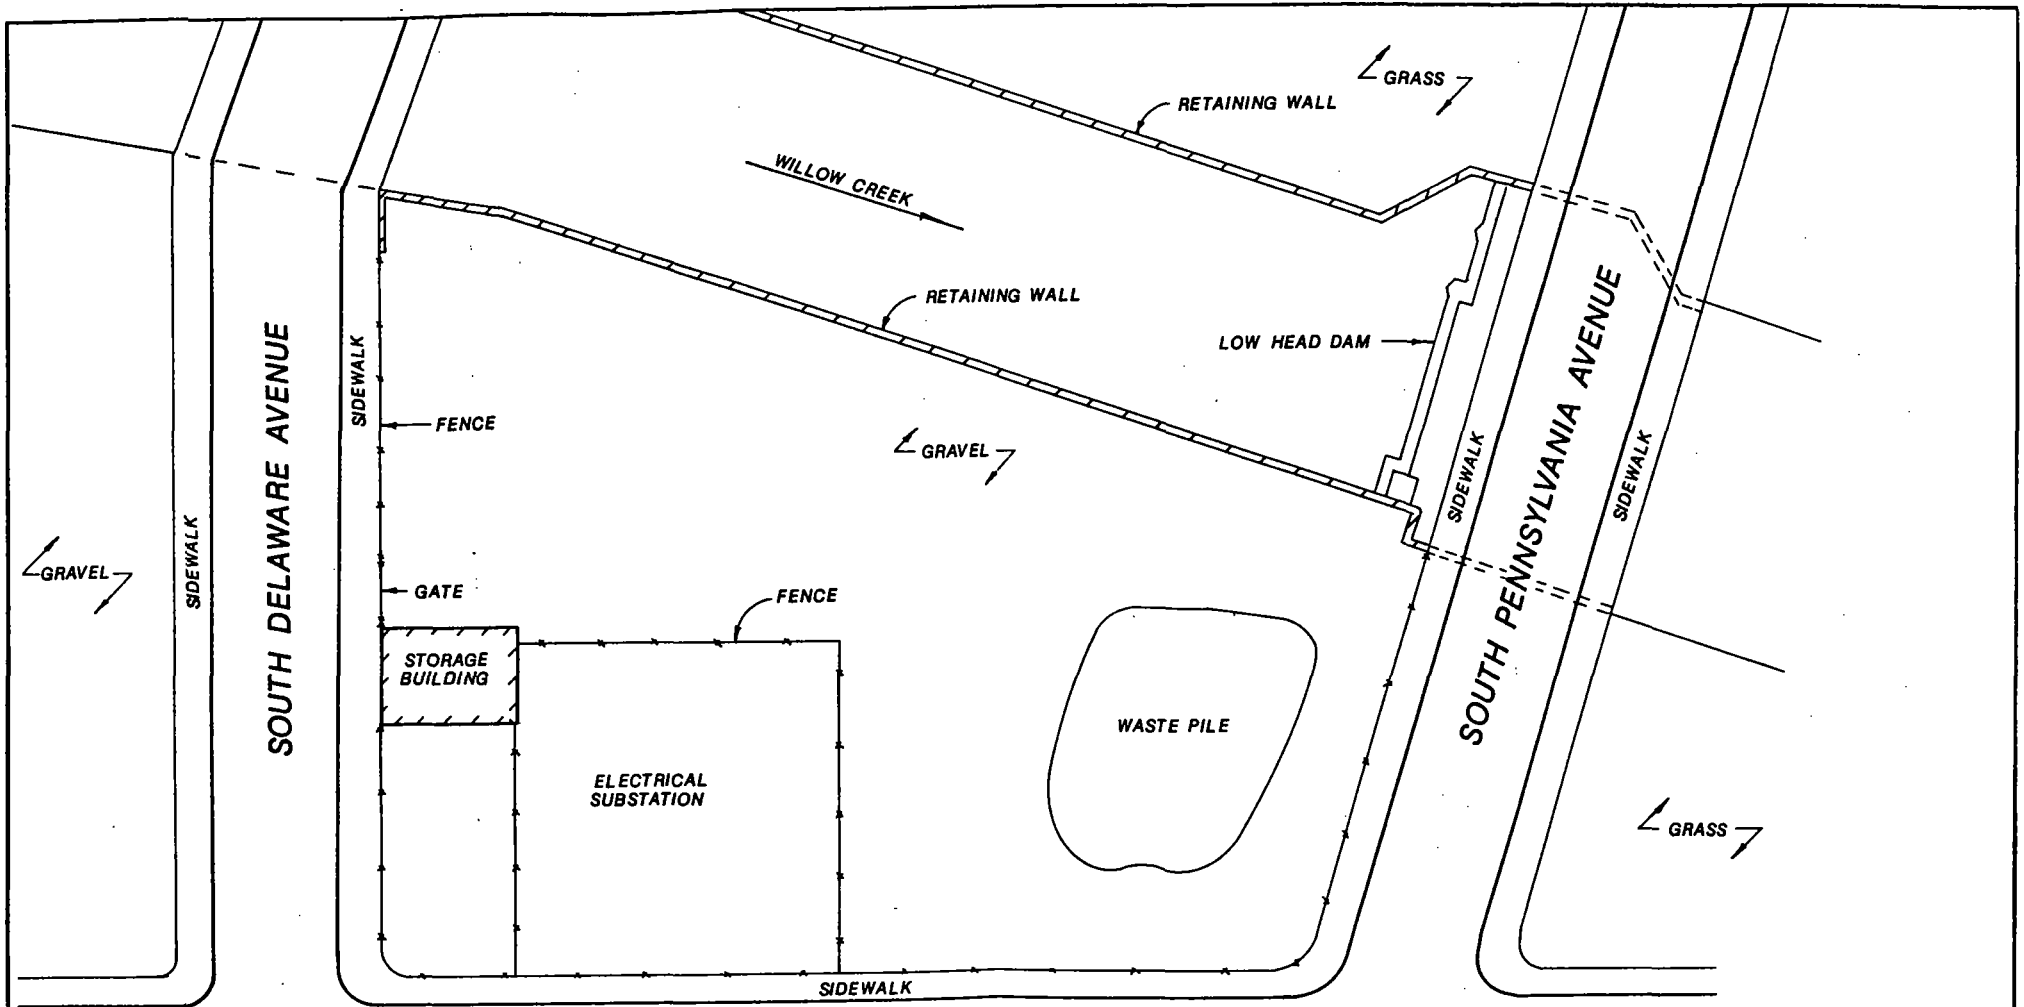 GRASS
RETAINING WALL
WILLOW CREEK
RETAINING WALL
LOW HEAD DAM
SOUTH DELAWARE AVENUE
SIDEWALK
FENCE
GRAVEL
SIDEWALK
SOUTH PENNSYLVANIA AVENUE
SIDEWALK
SIDEWALK
GRAVEL
GATE
FENCE
STORAGE
BUILDING
WASTE PILE
ELECTRICAL
SUBSTATION
GRASS
SIDEWALK